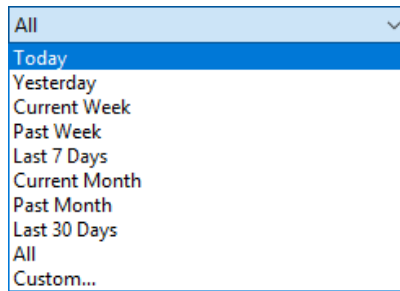 All
Today
Yesterday
Current Week
Past Week
Last 7 Days
Current Month
Past Month
Last 30 Days
All
Custom...